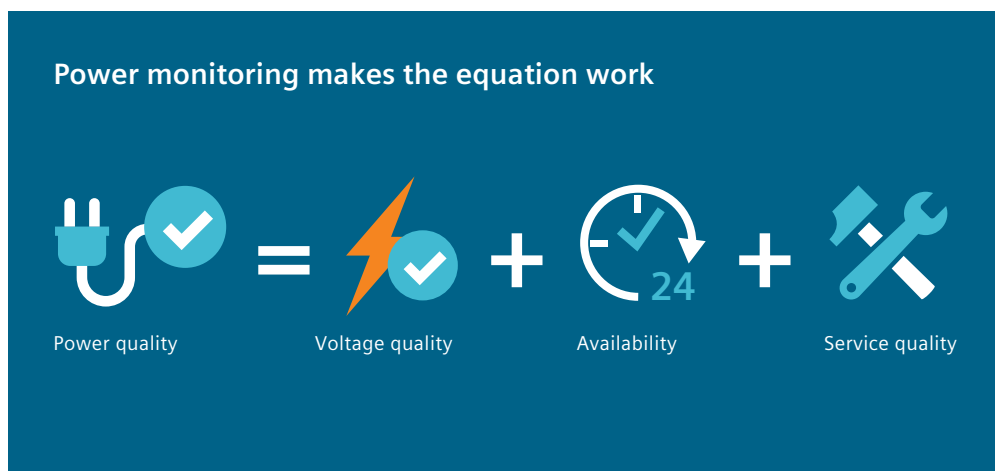 Power monitoring makes the equation work
=
+
+
24
Power quality
Voltage quality
Availability
Service quality